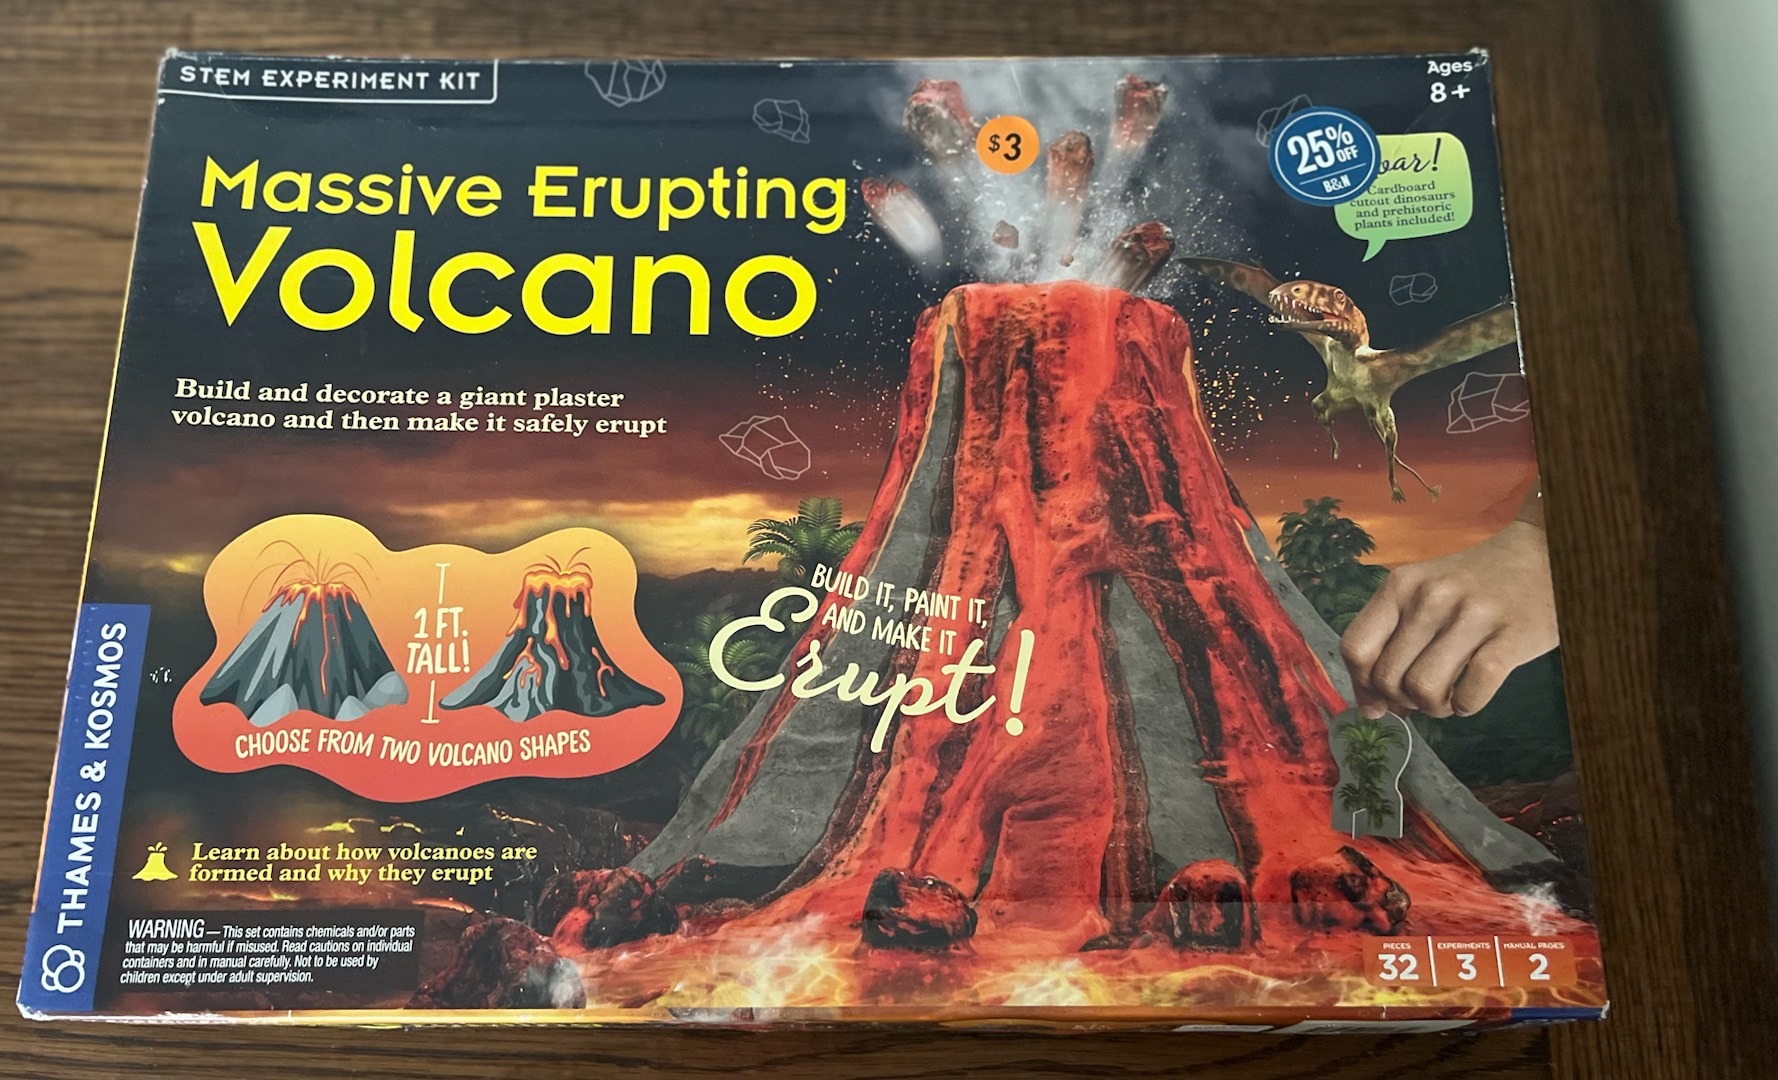 STEM EXPERIMENT KIT
Ages
8+
$3
25%
OFF
B&N
Cardboard
cutout dinosaurs
and prehistoric
plants included!
Massive Erupting
Volcano
Build and decorate a giant plaster
volcano and then make it safely erupt
1 FT.
TALL!
CHOOSE FROM TWO VOLCANO SHAPES
BUILD IT, PAINT IT,
AND MAKE IT
Erupt!
THAMES & KOSMOS
Learn about how volcanoes are
formed and why they erupt
WARNING — This set contains chemicals and/or parts
that may be harmful if misused. Read cautions on individual
containers and in manual carefully. Not to be used by
children except under adult supervision.
PIECES
32
EXPERIMENTS
3
MANUAL PAGES
2